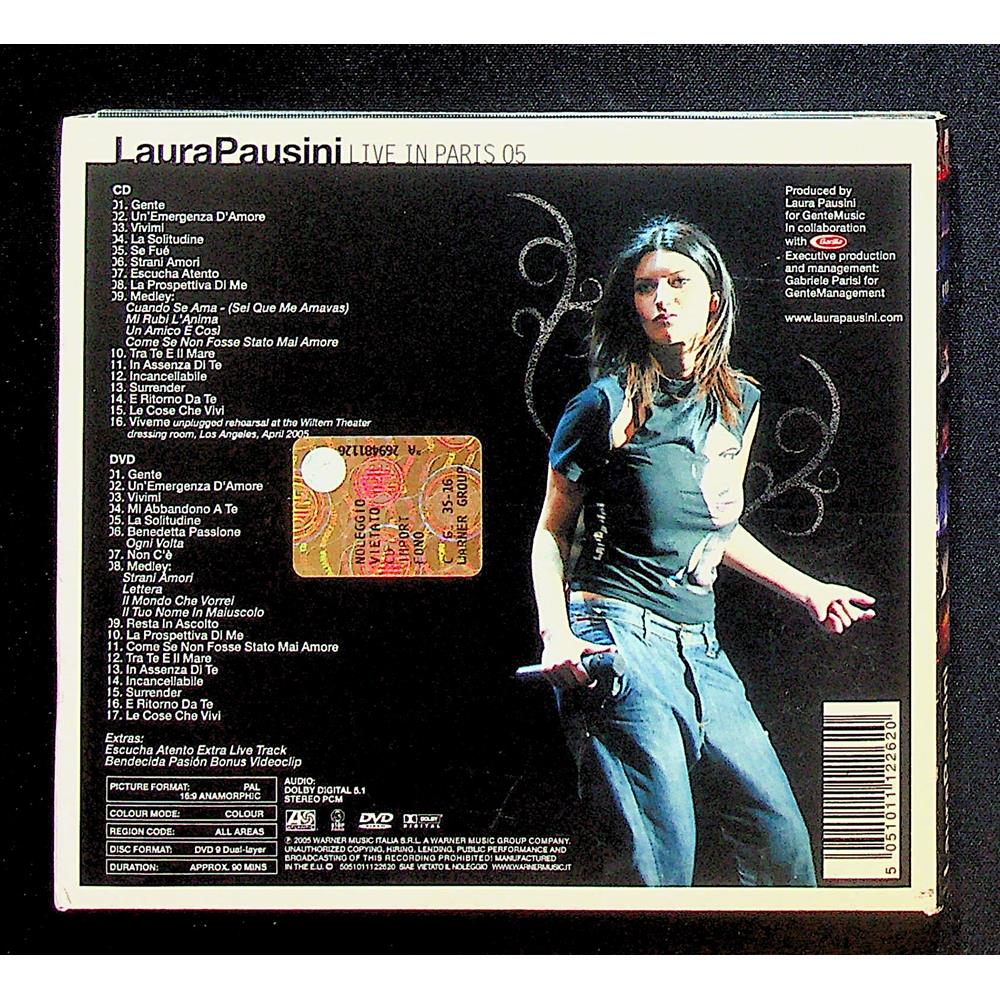 LauraPausini LIVE IN PARIS 05
CD
01. Gente
02. Un'Emergenza D'Amore
03. Vivimi
04. La Solitudine
05. Se Fué
06. Strani Amori
07. Escucha Atento
08. La Prospettiva Di Me
09. Medley:
Cuando Se Ama - (Sei Que Me Amavas)
Mi Rubi L'Anima
Un Amico È Così
Come Se Non Fosse Stato Mai Amore
10. Tra Te E Il Mare
11. In Assenza Di Te
12. Incancellabile
13. Surrender
14. E Ritorno Da Te
15. Le Cose Che Vivi
16. Viveme unplugged rehearsal at the Wiltern Theater
dressing room, Los Angeles, April 2005
DVD
01. Gente
02. Un'Emergenza D'Amore
03. Vivimi
04. Mi Abbandono A Te
05. La Solitudine
06. Benedetta Passione
Ogni Volta
07. Non C'è
08. Medley:
Strani Amori
Lettera
Il Mondo Che Vorrei
Il Tuo Nome In Maiuscolo
09. Resta In Ascolto
10. La Prospettiva Di Me
11. Come Se Non Fosse Stato Mai Amore
12. Tra Te E Il Mare
13. In Assenza Di Te
14. Incancellabile
15. Surrender
16. E Ritorno Da Te
17. Le Cose Che Vivi
Extras:
Escucha Atento Extra Live Track
Bendecida Pasión Bonus Videoclip
PICTURE FORMAT: PAL
16:9 ANAMORPHIC
COLOUR MODE: COLOUR
REGION CODE: ALL AREAS
DISC FORMAT: DVD 9 Dual-layer
DURATION: APPROX. 90 MINS
AUDIO:
DOLBY DIGITAL 5.1
STEREO PCM
DVD
DOLBY
DIGITAL
℗ 2005 WARNER MUSIC ITALIA S.R.L. A WARNER MUSIC GROUP COMPANY.
UNAUTHORIZED COPYING, HIRING, LENDING, PUBLIC PERFORMANCE AND
BROADCASTING OF THIS RECORDING PROHIBITED! MANUFACTURED
IN THE E.U. © 5051011122620 SIAE VIETATO IL NOLEGGIO WWW.WARNERMUSIC.IT
Produced by
Laura Pausini
for GenteMusic
In collaboration
with Barilla
Executive production
and management:
Gabriele Parisi for
GenteManagement
www.laurapausini.com
NOLEGGIO
VIETATO
WARNER GROUP
5 051011 122620